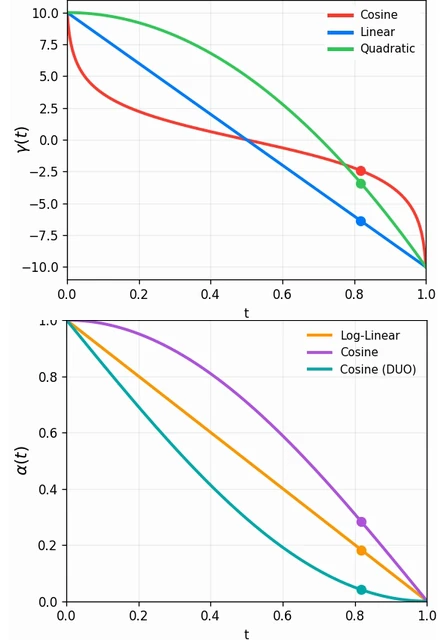 10.0
7.5
5.0
2.5
0.0
−2.5
−5.0
−7.5
−10.0
γ(t)
Cosine
Linear
Quadratic
0.0 0.2 0.4 0.6 0.8 1.0
t
1.0
0.8
0.6
0.4
0.2
0.0
α(t)
Log-Linear
Cosine
Cosine (DUO)
0.0 0.2 0.4 0.6 0.8 1.0
t